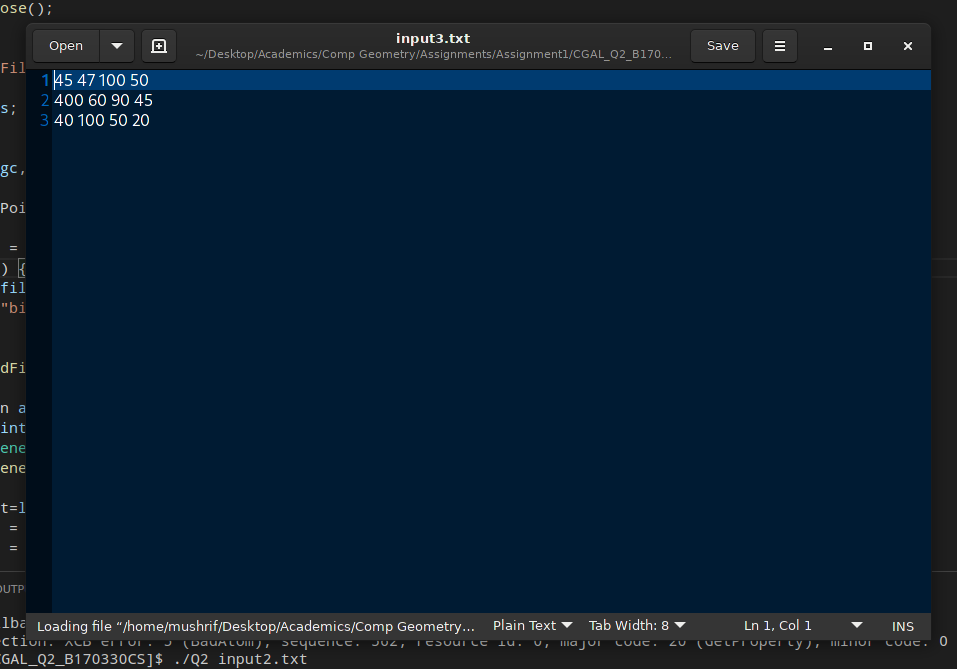 ose();
Open
input3.txt
~/Desktop/Academics/Comp Geometry/Assignments/Assignment1/CGAL_Q2_B170...
Save
Fil
s;
gc,
Poi
=
) {
fil
"bi
dFi
n a
int
ene
ene
t=l
=
=
1 45 47 100 50
2 400 60 90 45
3 40 100 50 20
OUTP
lba
Loading file “/home/mushrif/Desktop/Academics/Comp Geometry...
Plain Text
Tab Width: 8
Ln 1, Col 1
INS
ction: XCB error: 5 (BadAtom), sequence: 562, resource id: 0, major code: 20 (GetProperty), minor code: 0
GAL_Q2_B170330CS]$ ./Q2 input2.txt